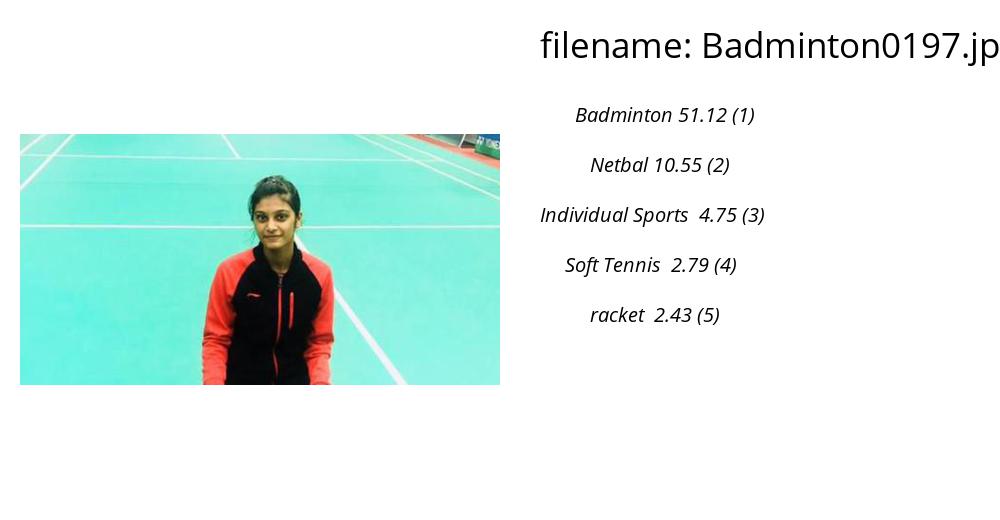 filename: Badminton0197.jp
Badminton 51.12 (1)
Netbal 10.55 (2)
Individual Sports 4.75 (3)
Soft Tennis 2.79 (4)
racket 2.43 (5)